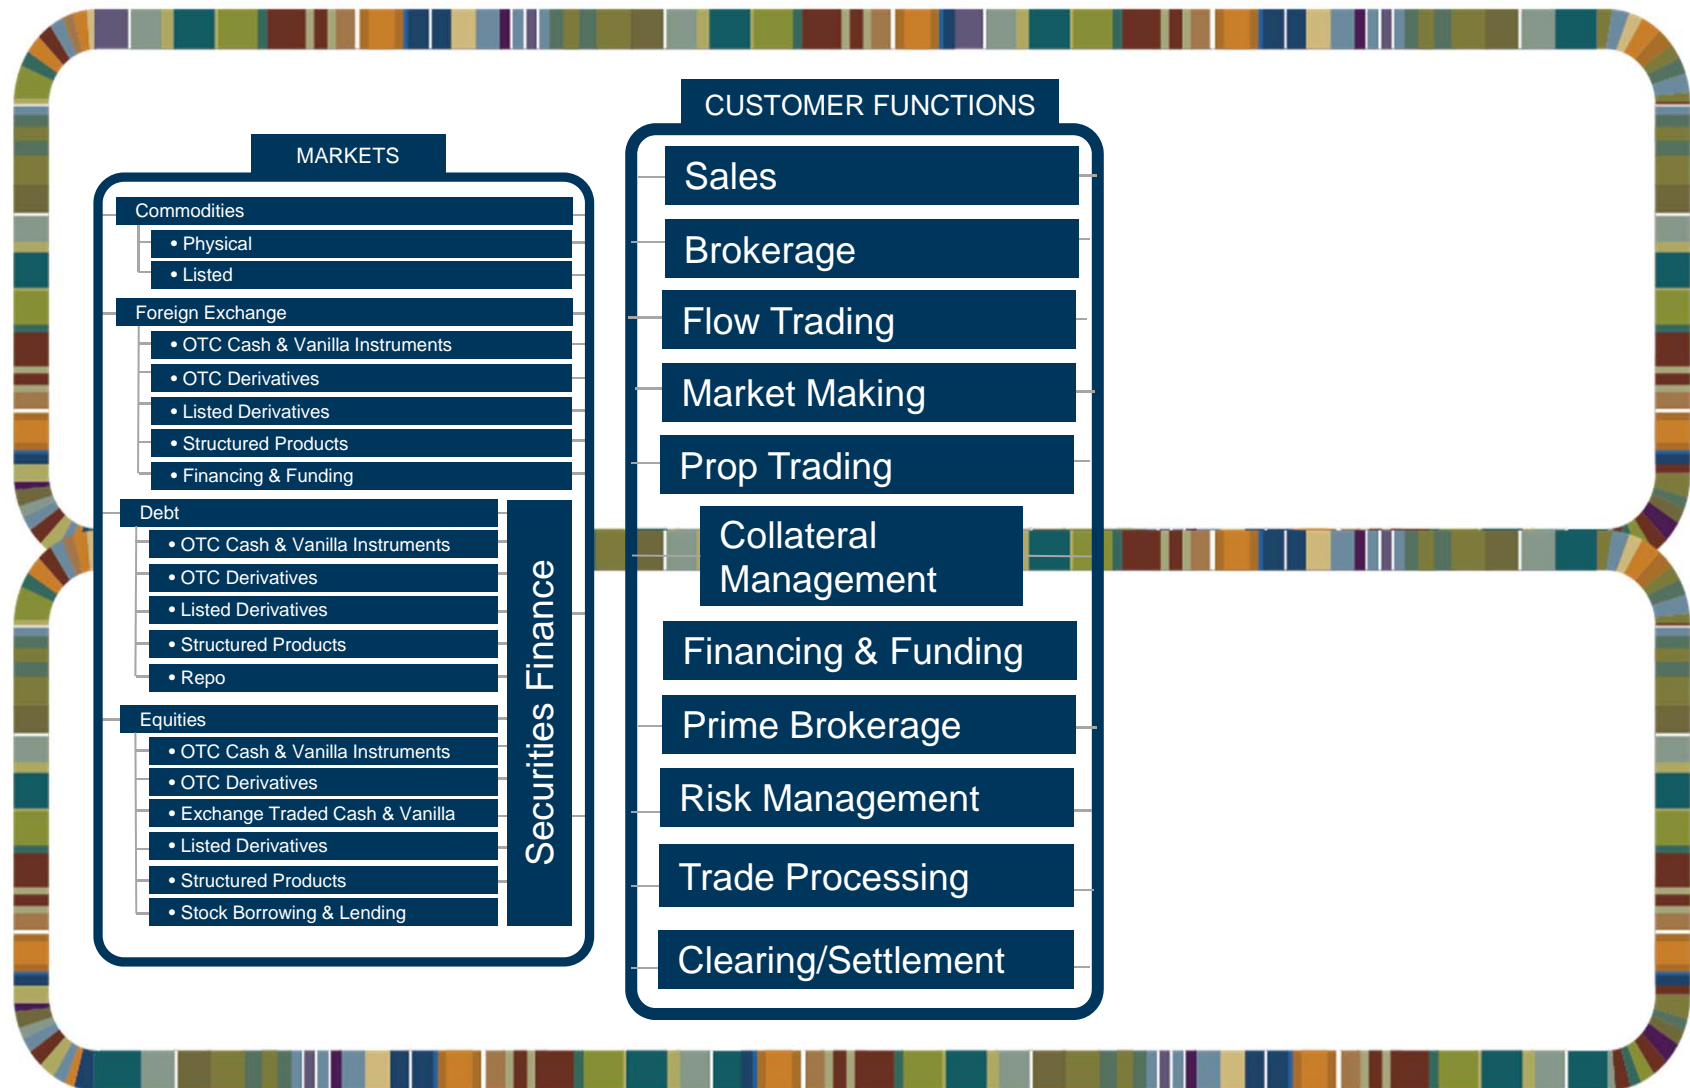 MARKETS
Commodities
• Physical
• Listed
Foreign Exchange
• OTC Cash & Vanilla Instruments
• OTC Derivatives
• Listed Derivatives
• Structured Products
• Financing & Funding
Debt
• OTC Cash & Vanilla Instruments
• OTC Derivatives
• Listed Derivatives
• Structured Products
• Repo
Equities
• OTC Cash & Vanilla Instruments
• OTC Derivatives
• Exchange Traded Cash & Vanilla
• Listed Derivatives
• Structured Products
• Stock Borrowing & Lending
Securities Finance
CUSTOMER FUNCTIONS
Sales
Brokerage
Flow Trading
Market Making
Prop Trading
Collateral
Management
Financing & Funding
Prime Brokerage
Risk Management
Trade Processing
Clearing/Settlement